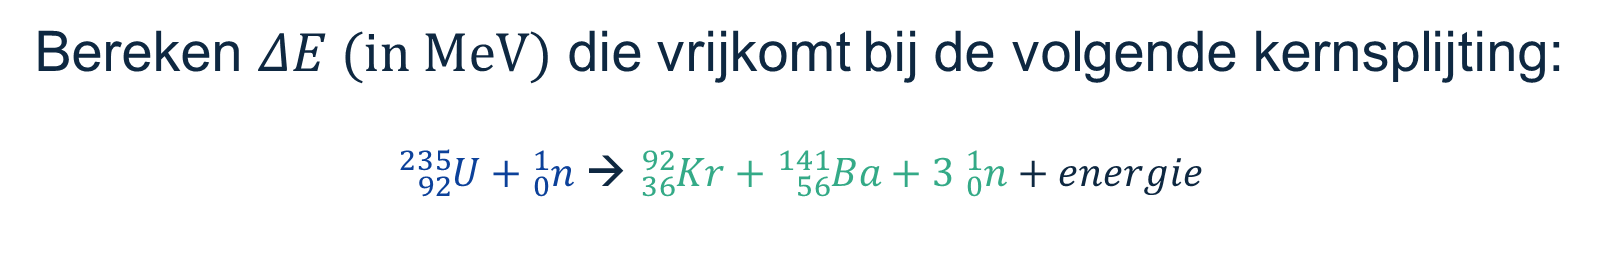 Bereken ΔE (in MeV) die vrijkomt bij de volgende kernsplijting:
²³⁵₉₂U + ¹₀n → ⁹²₃₆Kr + ¹⁴¹₅₆Ba + 3 ¹₀n + energie